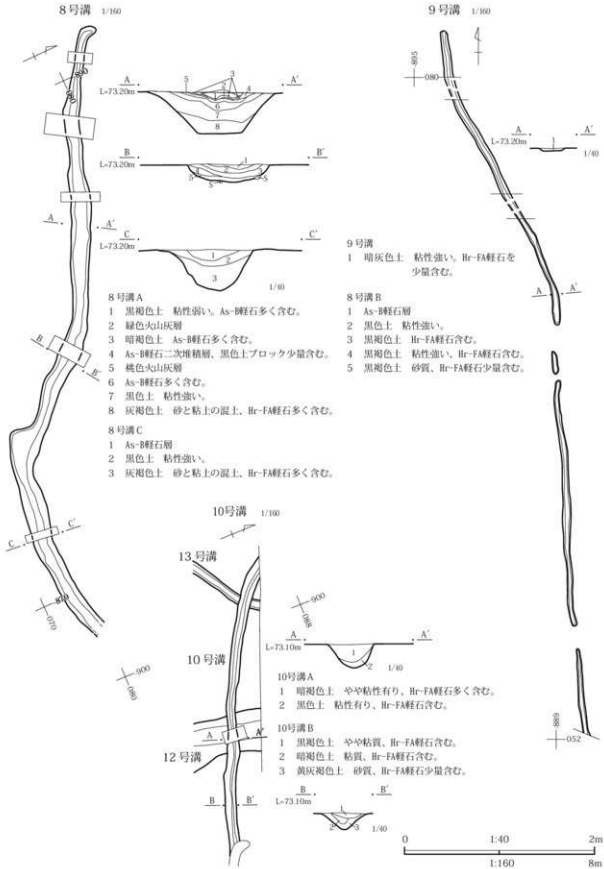 8号溝 1/160
A A'
L=73.20m
5 3 2 1 4
6
7
8
B B'
L=73.20m
1
2
4 3
5 5 5
C C'
L=73.20m
1
2
3
1/40
A A'
B B'
C C'
070
8号溝A
1 黒褐色土 粘性弱い。As-B軽石多く含む。
2 緑色火山灰層
3 暗褐色土 As-B軽石多く含む。
4 As-B軽石二次堆積層、黒色土ブロック少量含む。
5 桃色火山灰層
6 As-B軽石多く含む。
7 黒色土 粘性強い。
8 灰褐色土 砂と粘土の混土、Hr-FA軽石多く含む。
8号溝C
1 As-B軽石層
2 黒色土 粘性強い。
3 灰褐色土 砂と粘土の混土、Hr-FA軽石多く含む。
9号溝 1/160
-895
080
A A'
L=73.20m
1
1/40
9号溝
1 暗灰色土 粘性強い。Hr-FA軽石を
少量含む。
A A'
8号溝B
1 As-B軽石層
2 黒色土 粘性強い。
3 黒褐色土 Hr-FA軽石含む。
4 黒褐色土 粘性強い、Hr-FA軽石含む。
5 黒褐色土 砂質、Hr-FA軽石少量含む。
-889
052
10号溝 1/160
13号溝
10号溝
12号溝
A A'
B B'
-900
080
-900
088
A A'
L=73.10m
1
2 1/40
10号溝A
1 暗褐色土 やや粘性有り、Hr-FA軽石多く含む。
2 黒色土 粘性有り、Hr-FA軽石含む。
10号溝B
1 黒褐色土 やや粘質、Hr-FA軽石含む。
2 暗褐色土 粘質、Hr-FA軽石含む。
3 黄灰褐色土 砂質、Hr-FA軽石少量含む。
B B'
L=73.10m
1
2 3
1/40
0 1:40 2m
1:160 8m